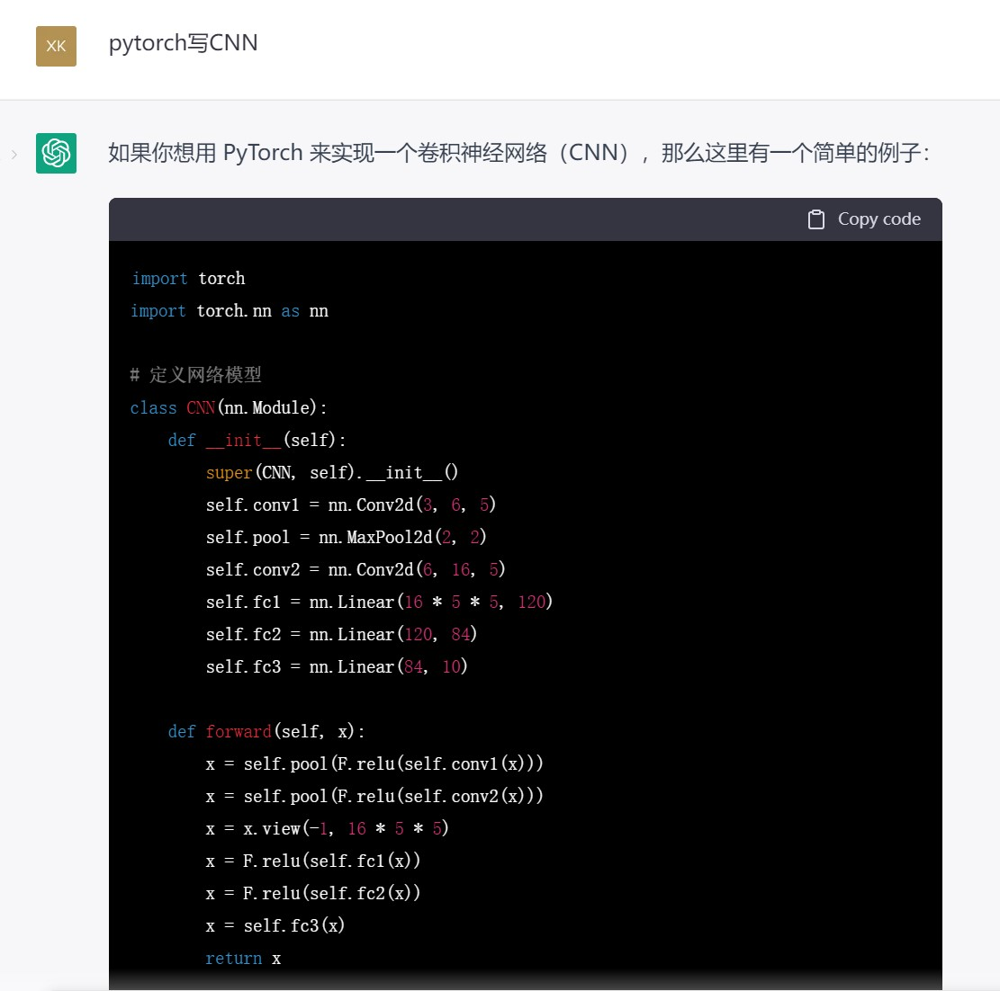 XK
pytorch写CNN
如果你想用 PyTorch 来实现一个卷积神经网络（CNN），那么这里有一个简单的例子：
Copy code
import torch
import torch.nn as nn

# 定义网络模型
class CNN(nn.Module):
    def __init__(self):
        super(CNN, self).__init__()
        self.conv1 = nn.Conv2d(3, 6, 5)
        self.pool = nn.MaxPool2d(2, 2)
        self.conv2 = nn.Conv2d(6, 16, 5)
        self.fc1 = nn.Linear(16 * 5 * 5, 120)
        self.fc2 = nn.Linear(120, 84)
        self.fc3 = nn.Linear(84, 10)

    def forward(self, x):
        x = self.pool(F.relu(self.conv1(x)))
        x = self.pool(F.relu(self.conv2(x)))
        x = x.view(-1, 16 * 5 * 5)
        x = F.relu(self.fc1(x))
        x = F.relu(self.fc2(x))
        x = self.fc3(x)
        return x